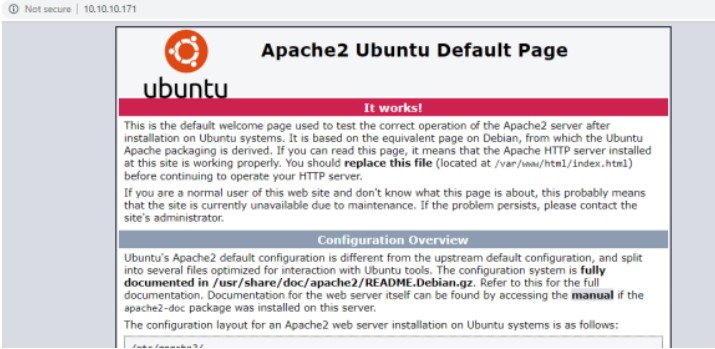 Not secure | 10.10.10.171
Apache2 Ubuntu Default Page
ubuntu
It works!
This is the default welcome page used to test the correct operation of the Apache2 server after
installation on Ubuntu systems. It is based on the equivalent page on Debian, from which the Ubuntu
Apache packaging is derived. If you can read this page, it means that the Apache HTTP server installed
at this site is working properly. You should replace this file (located at /var/www/html/index.html)
before continuing to operate your HTTP server.
If you are a normal user of this web site and don't know what this page is about, this probably means
that the site is currently unavailable due to maintenance. If the problem persists, please contact the
site's administrator.
Configuration Overview
Ubuntu's Apache2 default configuration is different from the upstream default configuration, and split
into several files optimized for interaction with Ubuntu tools. The configuration system is fully
documented in /usr/share/doc/apache2/README.Debian.gz. Refer to this for the full
documentation. Documentation for the web server itself can be found by accessing the manual if the
apache2-doc package was installed on this server.
The configuration layout for an Apache2 web server installation on Ubuntu systems is as follows:
/etc/apache2/